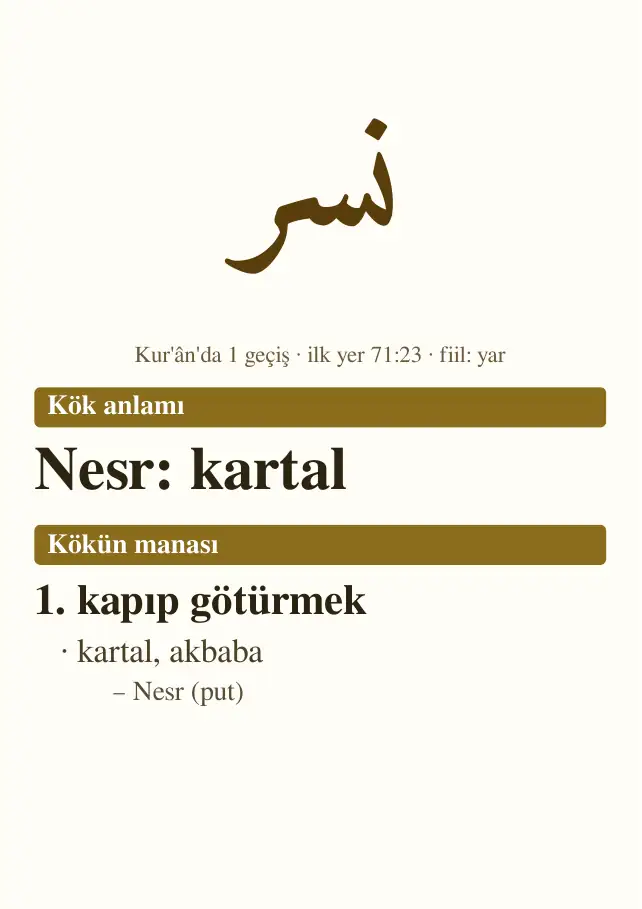 نسر
Kur'ân'da 1 geçiş · ilk yer 71:23 · fiil: yar
Kök anlamı
Nesr: kartal
Kökün manası
1. kapıp götürmek
· kartal, akbaba
– Nesr (put)